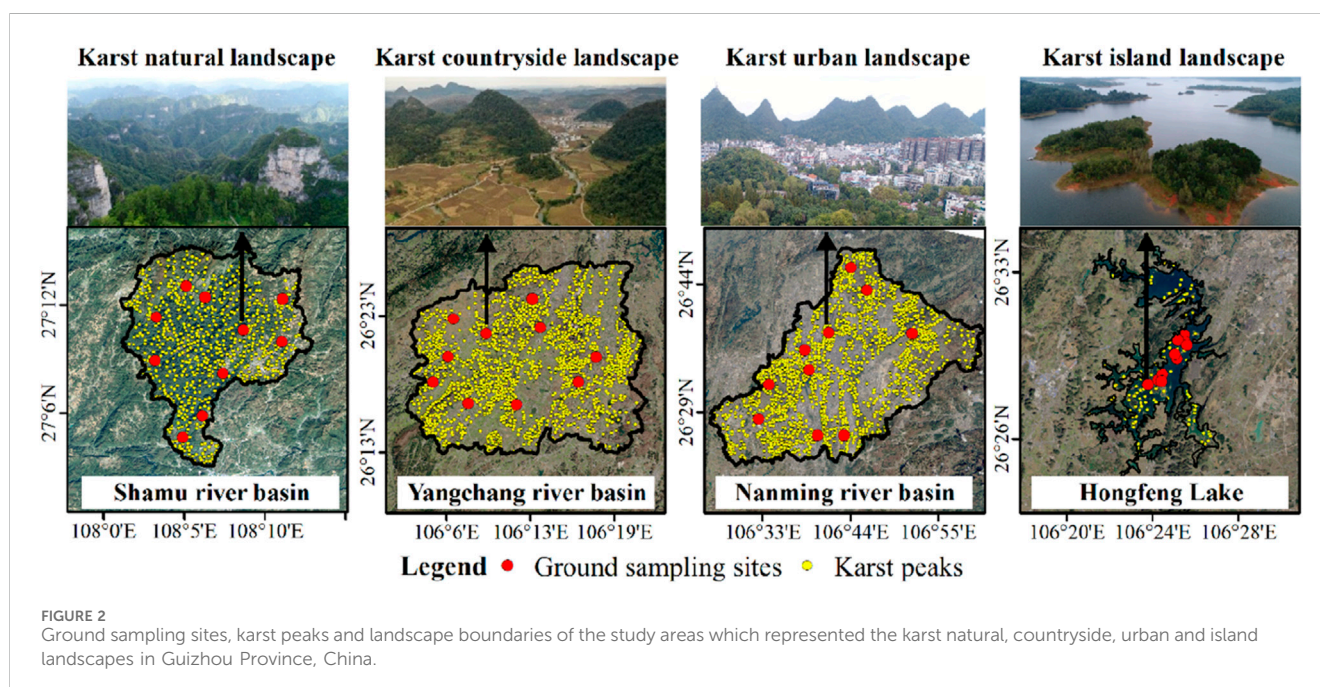 Karst natural landscape
Karst countryside landscape
Karst urban landscape
Karst island landscape
27°12'N
27°6'N
26°23'N
26°13'N
26°44'N
26°29'N
26°33'N
26°26'N
Shamu river basin
Yangchang river basin
Nanming river basin
Hongfeng Lake
108°0'E 108°5'E 108°10'E
106°6'E 106°13'E 106°19'E
106°33'E 106°44'E 106°55'E
106°20'E 106°24'E 106°28'E
Legend Ground sampling sites Karst peaks
FIGURE 2
Ground sampling sites, karst peaks and landscape boundaries of the study areas which represented the karst natural, countryside, urban and island
landscapes in Guizhou Province, China.